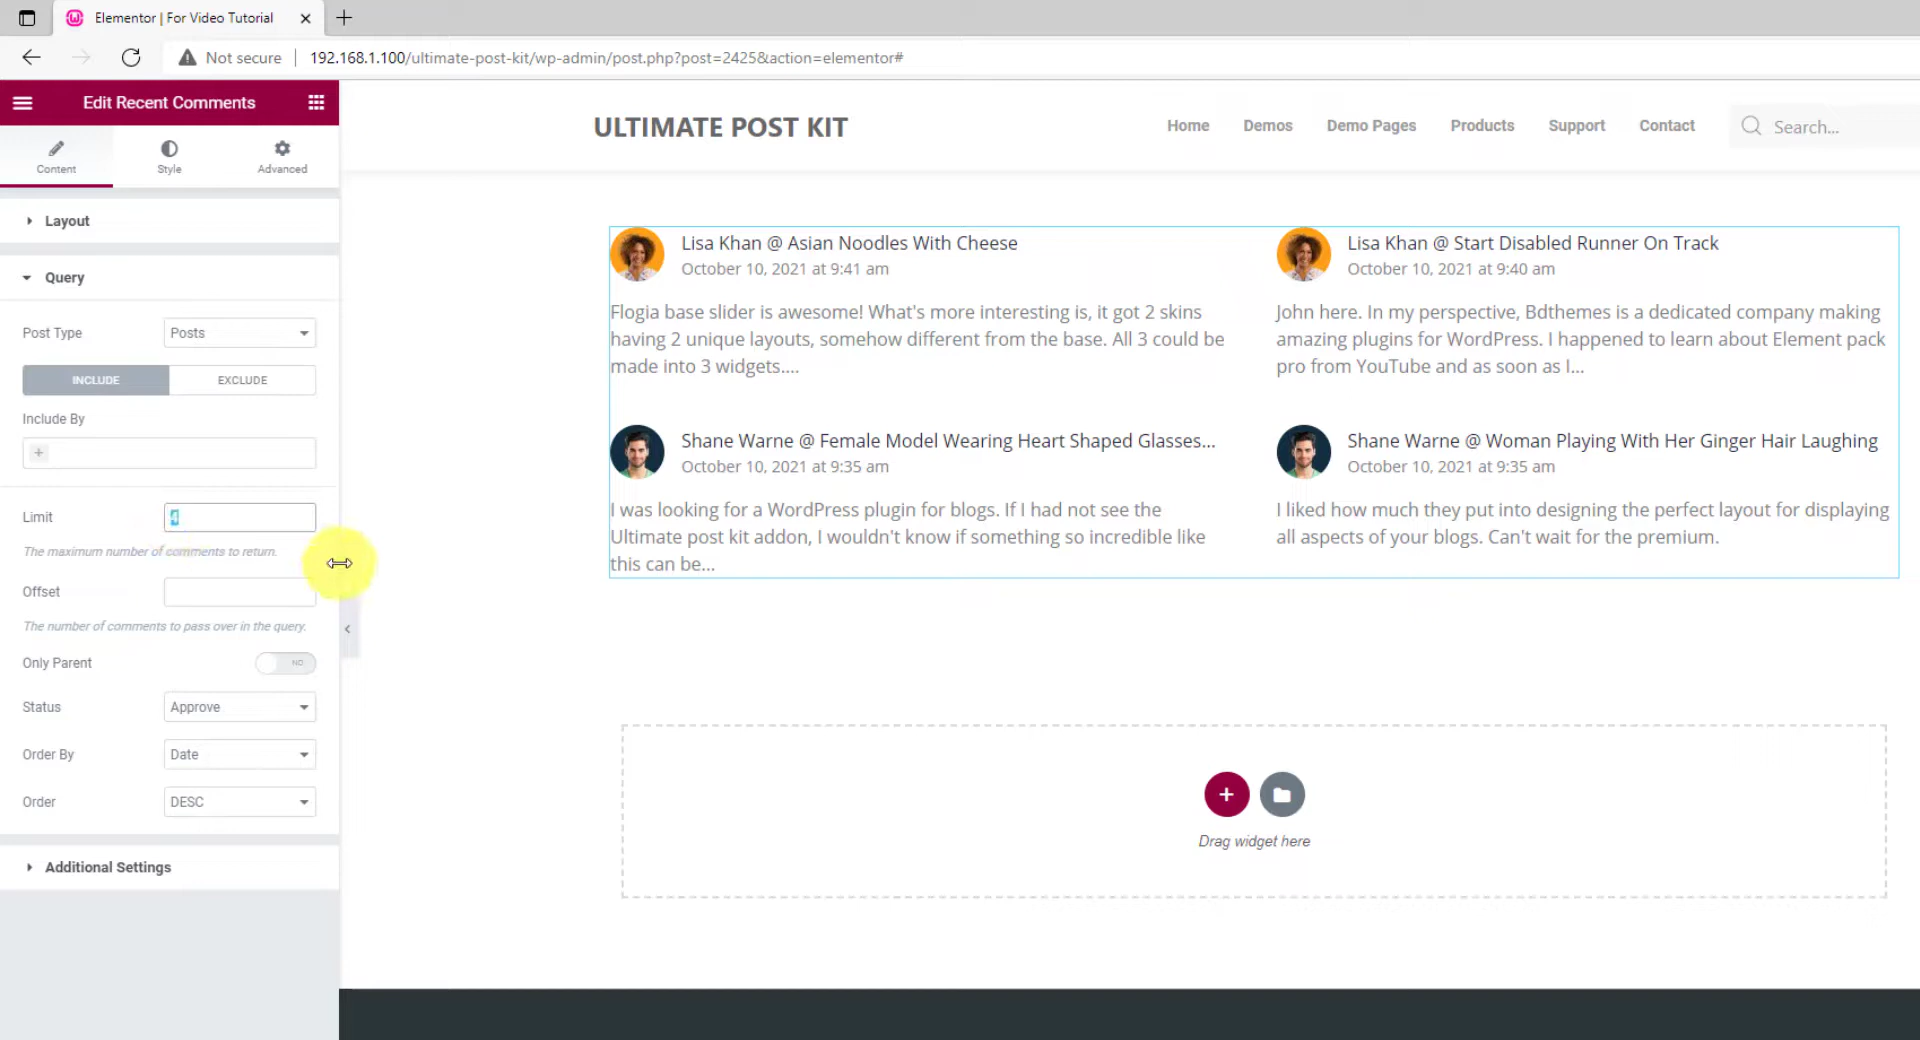 Elementor | For Video Tutorial
Not secure
192.168.1.100/ultimate-post-kit/wp-admin/post.php?post=2425&action=elementor#
Edit Recent Comments
Content
Style
Advanced
Layout
Query
Post Type
Posts
INCLUDE
EXCLUDE
Include By
+
Limit
4
The maximum number of comments to return.
Offset
The number of comments to pass over in the query.
Only Parent
NO
Status
Approve
Order By
Date
Order
DESC
Additional Settings
ULTIMATE POST KIT
Home
Demos
Demo Pages
Products
Support
Contact
Search...
Lisa Khan @ Asian Noodles With Cheese
October 10, 2021 at 9:41 am
Flogia base slider is awesome! What's more interesting is, it got 2 skins
having 2 unique layouts, somehow different from the base. All 3 could be
made into 3 widgets....
Lisa Khan @ Start Disabled Runner On Track
October 10, 2021 at 9:40 am
John here. In my perspective, Bdthemes is a dedicated company making
amazing plugins for WordPress. I happened to learn about Element pack
pro from YouTube and as soon as I...
Shane Warne @ Female Model Wearing Heart Shaped Glasses...
October 10, 2021 at 9:35 am
I was looking for a WordPress plugin for blogs. If I had not see the
Ultimate post kit addon, I wouldn't know if something so incredible like
this can be...
Shane Warne @ Woman Playing With Her Ginger Hair Laughing
October 10, 2021 at 9:35 am
I liked how much they put into designing the perfect layout for displaying
all aspects of your blogs. Can't wait for the premium.
Drag widget here